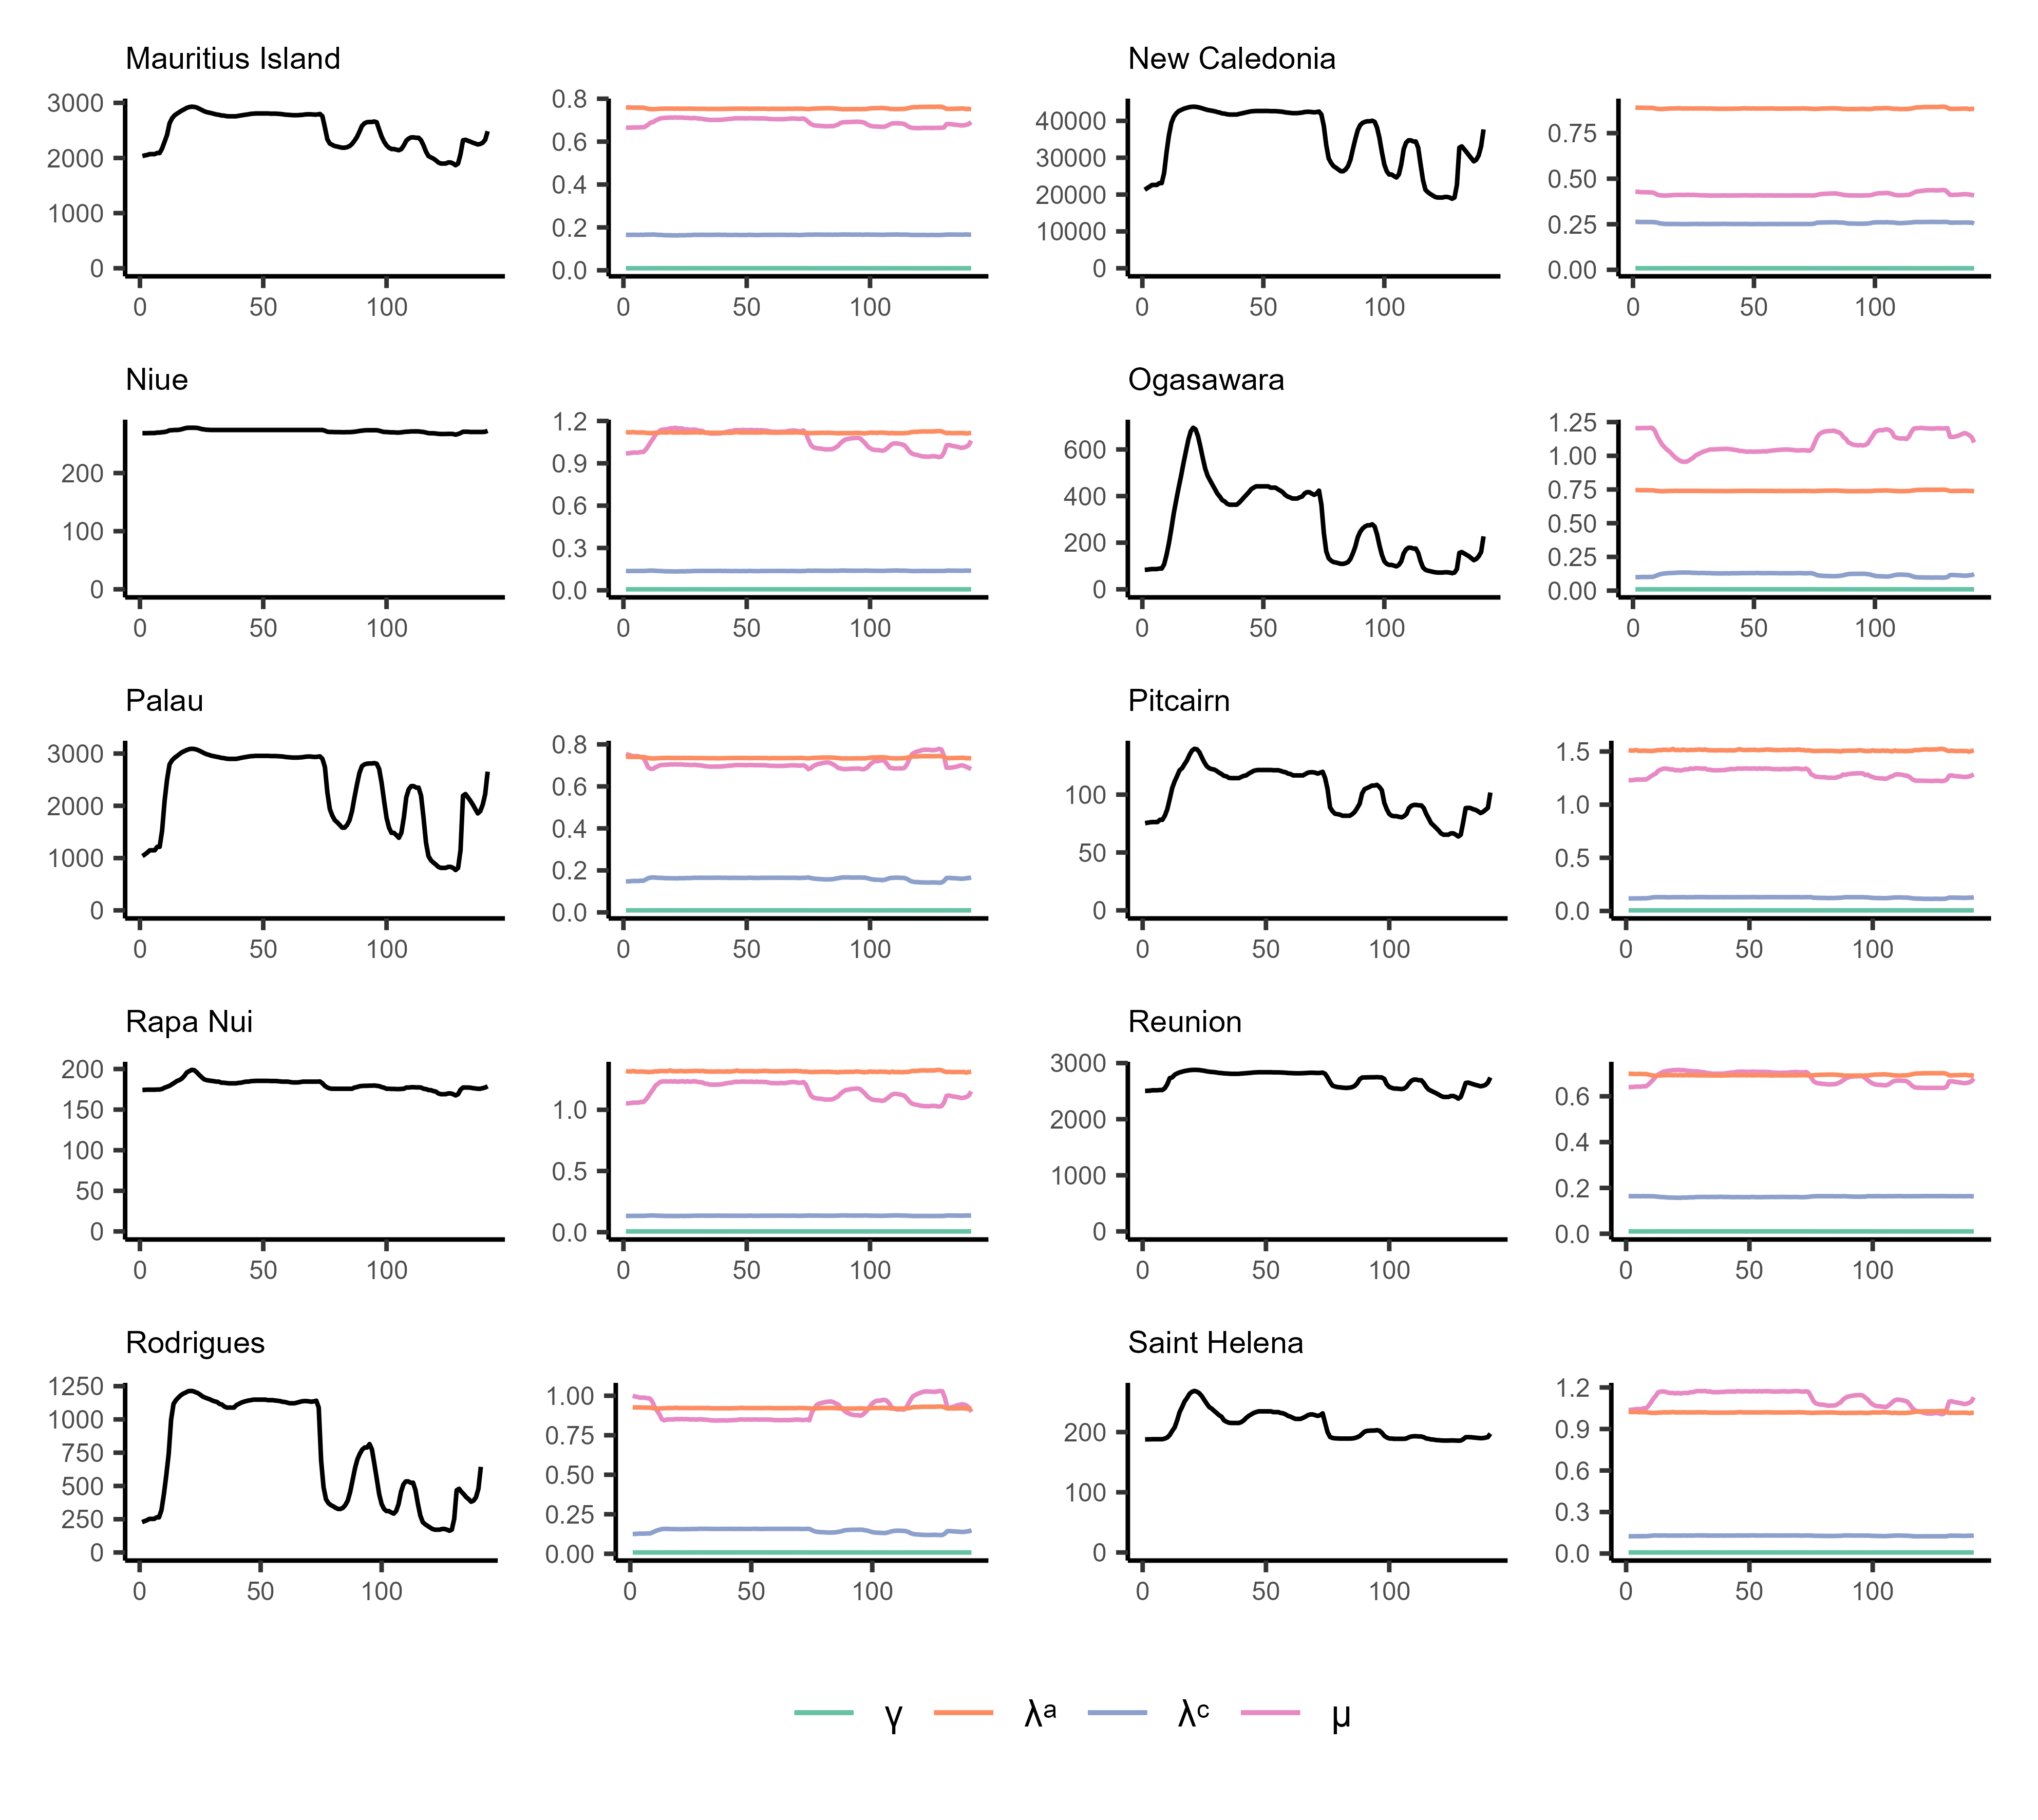 Mauritius Island
New Caledonia
3000
2000
1000
0
0 50 100
0.8
0.6
0.4
0.2
0.0
0 50 100
40000
30000
20000
10000
0
0 50 100
0.75
0.50
0.25
0.00
0 50 100
Niue
Ogasawara
200
100
0
0 50 100
1.2
0.9
0.6
0.3
0.0
0 50 100
600
400
200
0
0 50 100
1.25
1.00
0.75
0.50
0.25
0.00
0 50 100
Palau
Pitcairn
3000
2000
1000
0
0 50 100
0.8
0.6
0.4
0.2
0.0
0 50 100
100
50
0
0 50 100
1.5
1.0
0.5
0.0
0 50 100
Rapa Nui
Reunion
200
150
100
50
0
0 50 100
1.0
0.5
0.0
0 50 100
3000
2000
1000
0
0 50 100
0.6
0.4
0.2
0.0
0 50 100
Rodrigues
Saint Helena
1250
1000
750
500
250
0
0 50 100
1.00
0.75
0.50
0.25
0.00
0 50 100
200
100
0
0 50 100
1.2
0.9
0.6
0.3
0.0
0 50 100
γ λᵃ λᶜ μ